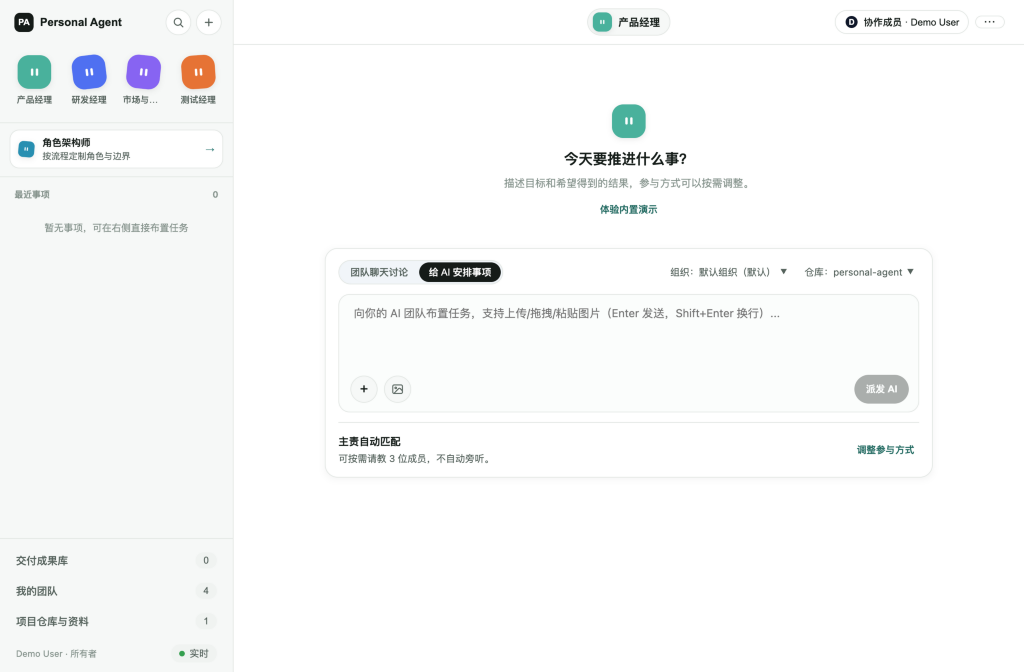 PA Personal Agent
产品经理
研发经理
市场与...
测试经理
角色架构师
按流程定制角色与边界
→
最近事项 0
暂无事项，可在右侧直接布置任务
交付成果库 0
我的团队 4
项目仓库与资料 1
Demo User · 所有者 实时
产品经理
D 协作成员 · Demo User
今天要推进什么事？
描述目标和希望得到的结果，参与方式可以按需调整。
体验内置演示
团队聊天讨论 给 AI 安排事项 组织：默认组织（默认） 仓库：personal-agent
向你的 AI 团队布置任务，支持上传/拖拽/粘贴图片（Enter 发送，Shift+Enter 换行）...
派发 AI
主责自动匹配
可按需请教 3 位成员，不自动旁听。
调整参与方式